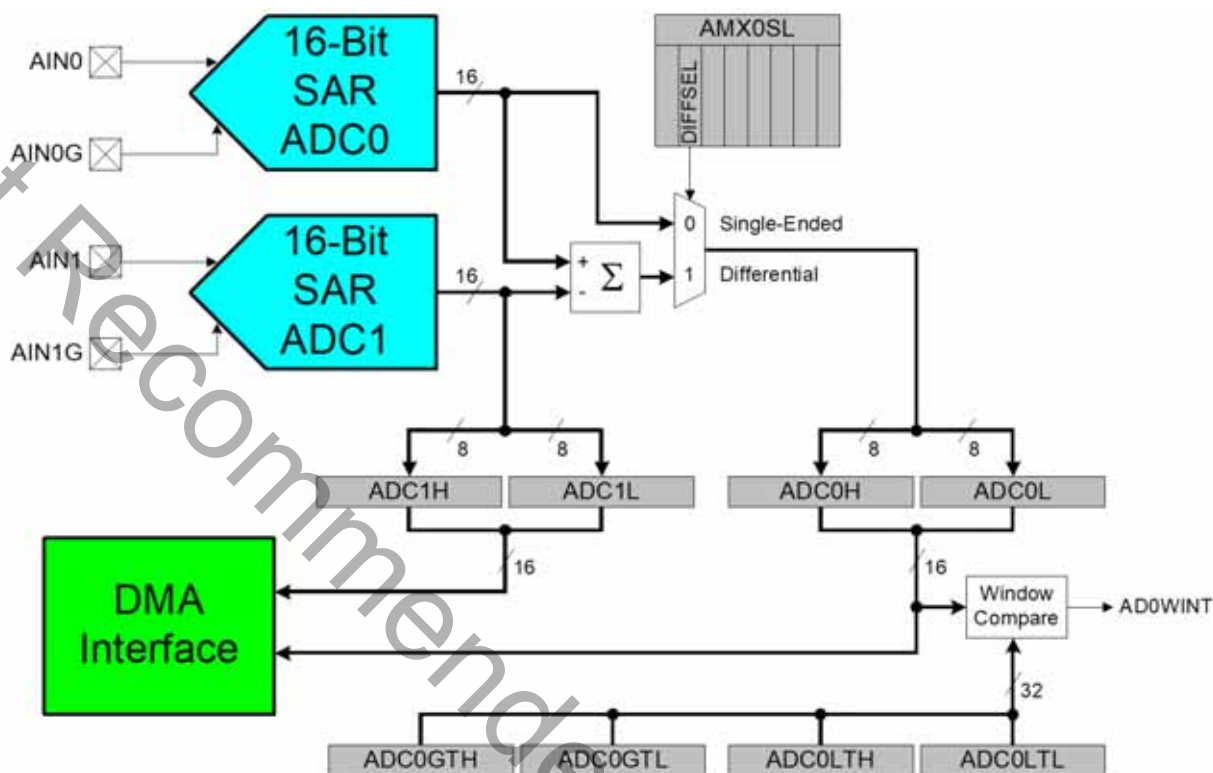 AIN0
AIN0G
16-Bit
SAR
ADC0
16
AMX0SL
DIFFSEL
AIN1
AIN1G
16-Bit
SAR
ADC1
16
+
-
Σ
0
1
Single-Ended
Differential
8
8
8
8
ADC1H
ADC1L
ADC0H
ADC0L
16
16
DMA
Interface
Window
Compare
AD0WINT
32
ADC0GTH
ADC0GTL
ADC0LTH
ADC0LTL
t Recommende